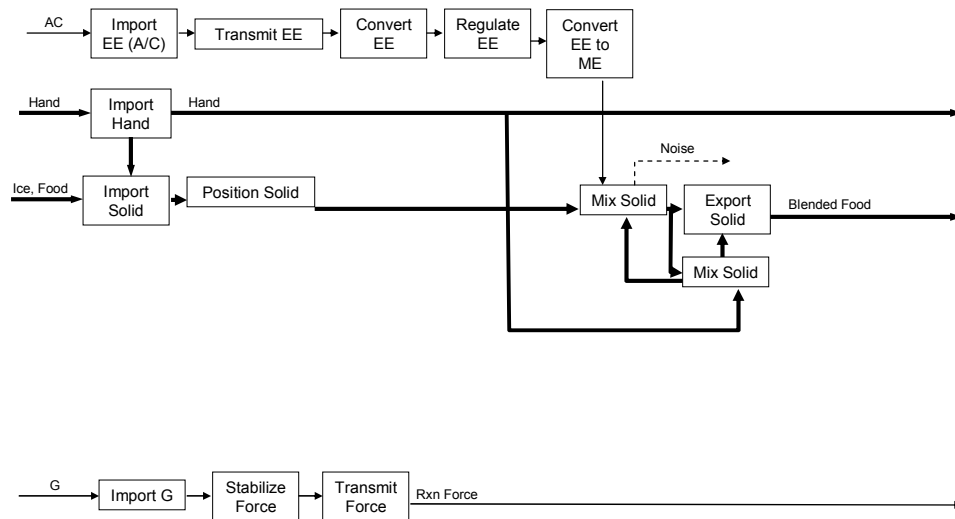 AC
Import
EE (A/C)
Transmit EE
Convert
EE
Regulate
EE
Convert
EE to
ME
Hand
Import
Hand
Hand
Noise
Ice, Food
Import
Solid
Position Solid
Mix Solid
Export
Solid
Blended Food
Mix Solid
G
Import G
Stabilize
Force
Transmit
Force
Rxn Force